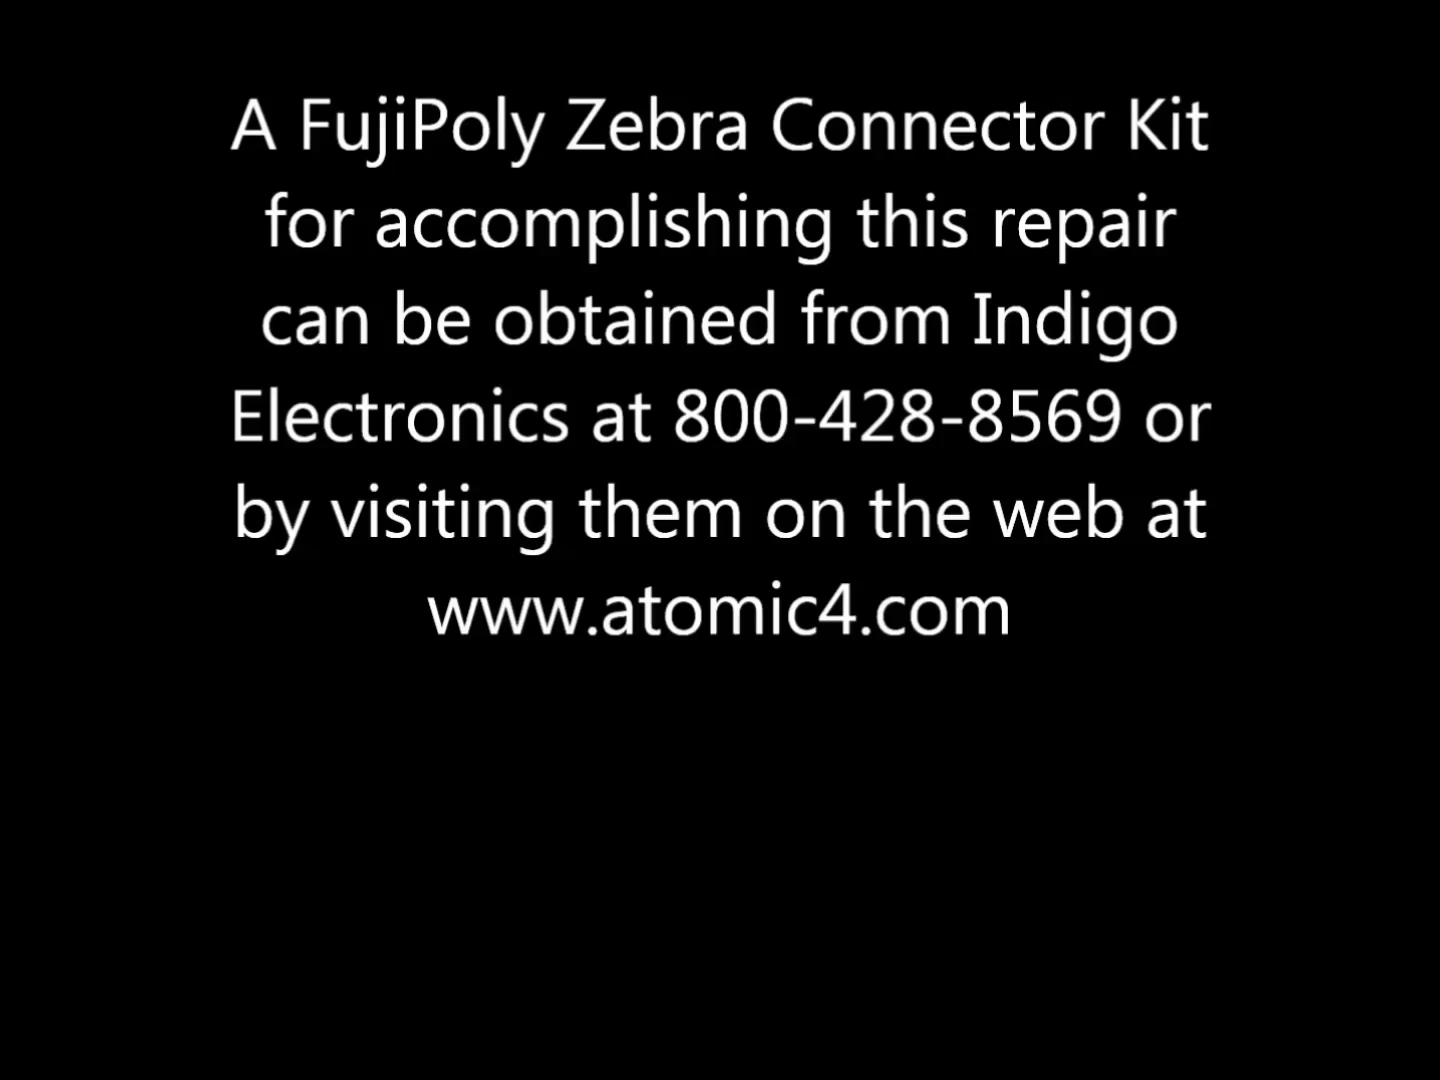 A FujiPoly Zebra Connector Kit
for accomplishing this repair
can be obtained from Indigo
Electronics at 800-428-8569 or
by visiting them on the web at
www.atomic4.com